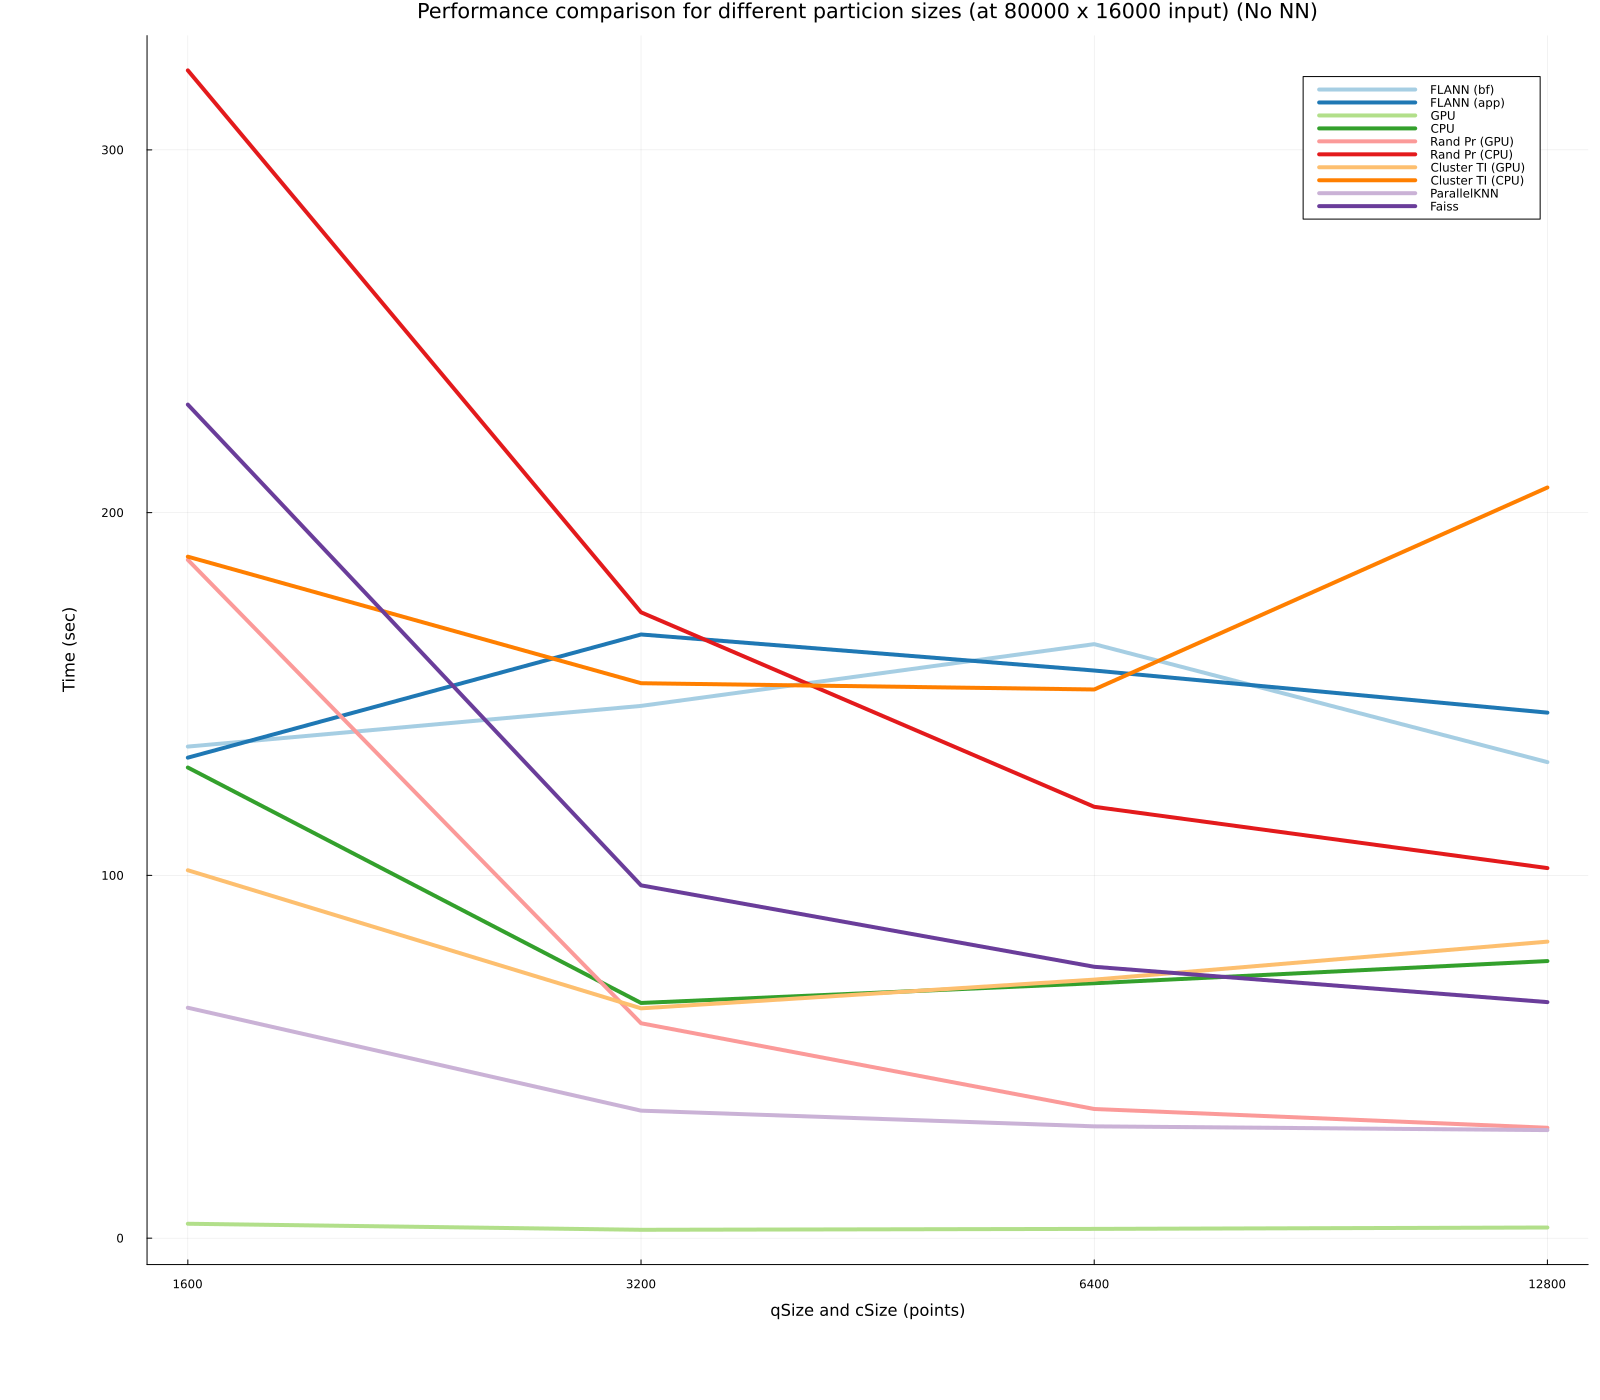 Performance comparison for different particion sizes (at 80000 x 16000 input) (No NN)
FLANN (bf)
FLANN (app)
GPU
CPU
Rand Pr (GPU)
Rand Pr (CPU)
Cluster TI (GPU)
Cluster TI (CPU)
ParallelKNN
Faiss
300
200
100
0
Time (sec)
1600 3200 6400 12800
qSize and cSize (points)